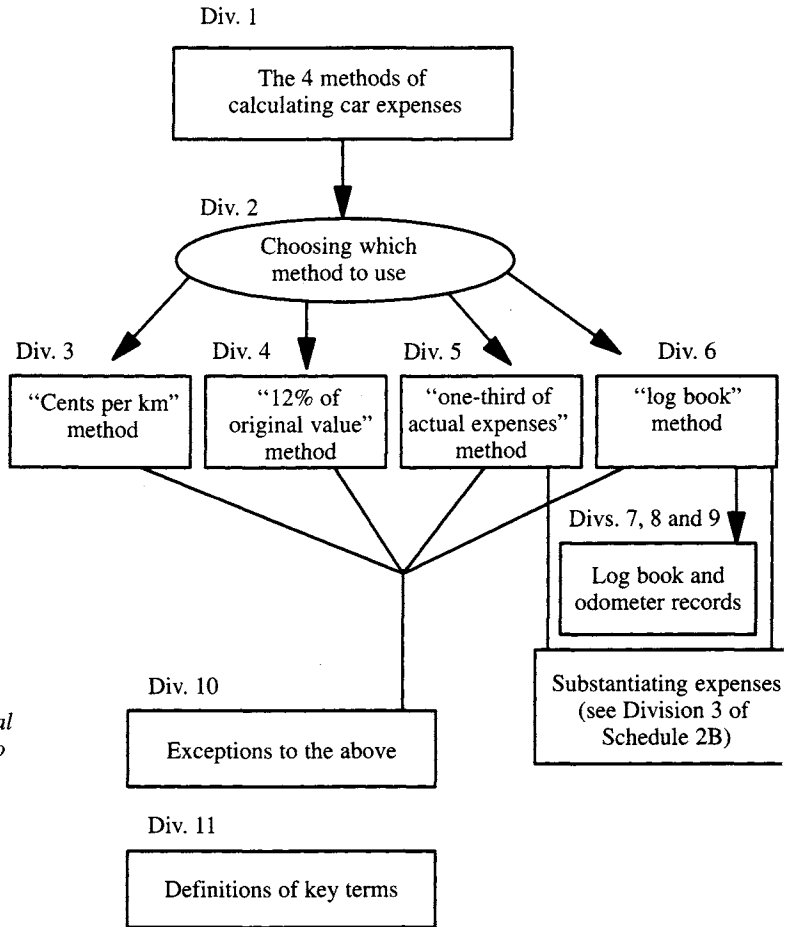 Div. 1
The 4 methods of
calculating car expenses
Div. 2
Choosing which
method to use
Div. 3
"Cents per km"
method
Div. 4
"12% of
original value"
method
Div. 5
"one-third of
actual expenses"
method
Div. 6
"log book"
method
Divs. 7, 8 and 9
Log book and
odometer records
Substantiating expenses
(see Division 3 of
Schedule 2B)
Div. 10
Exceptions to the above
Div. 11
Definitions of key terms